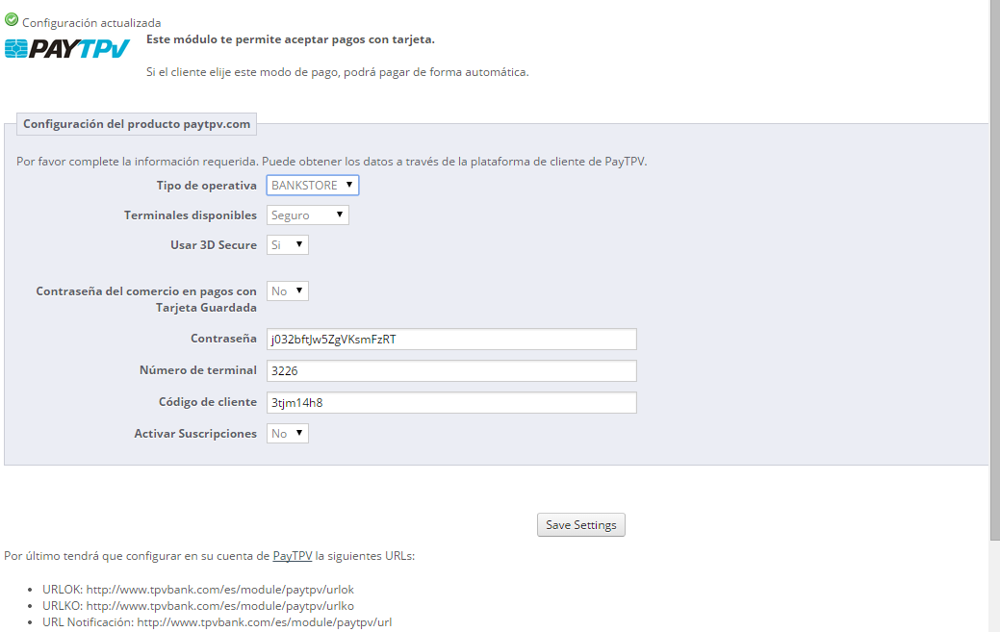 Configuración actualizada
PAYTPV
Este módulo te permite aceptar pagos con tarjeta.
Si el cliente elije este modo de pago, podrá pagar de forma automática.
Configuración del producto paytpv.com
Por favor complete la información requerida. Puede obtener los datos a través de la plataforma de cliente de PayTPV.
Tipo de operativa BANKSTORE
Terminales disponibles Seguro
Usar 3D Secure Si
Contraseña del comercio en pagos con No
Tarjeta Guardada
Contraseña j032bftJw5ZgVKsmFzRT
Número de terminal 3226
Código de cliente 3tjm14h8
Activar Suscripciones No
Save Settings
Por último tendrá que configurar en su cuenta de PayTPV la siguientes URLs:
• URLOK: http://www.tpvbank.com/es/module/paytpv/urlok
• URLKO: http://www.tpvbank.com/es/module/paytpv/urlko
• URL Notificación: http://www.tpvbank.com/es/module/paytpv/url